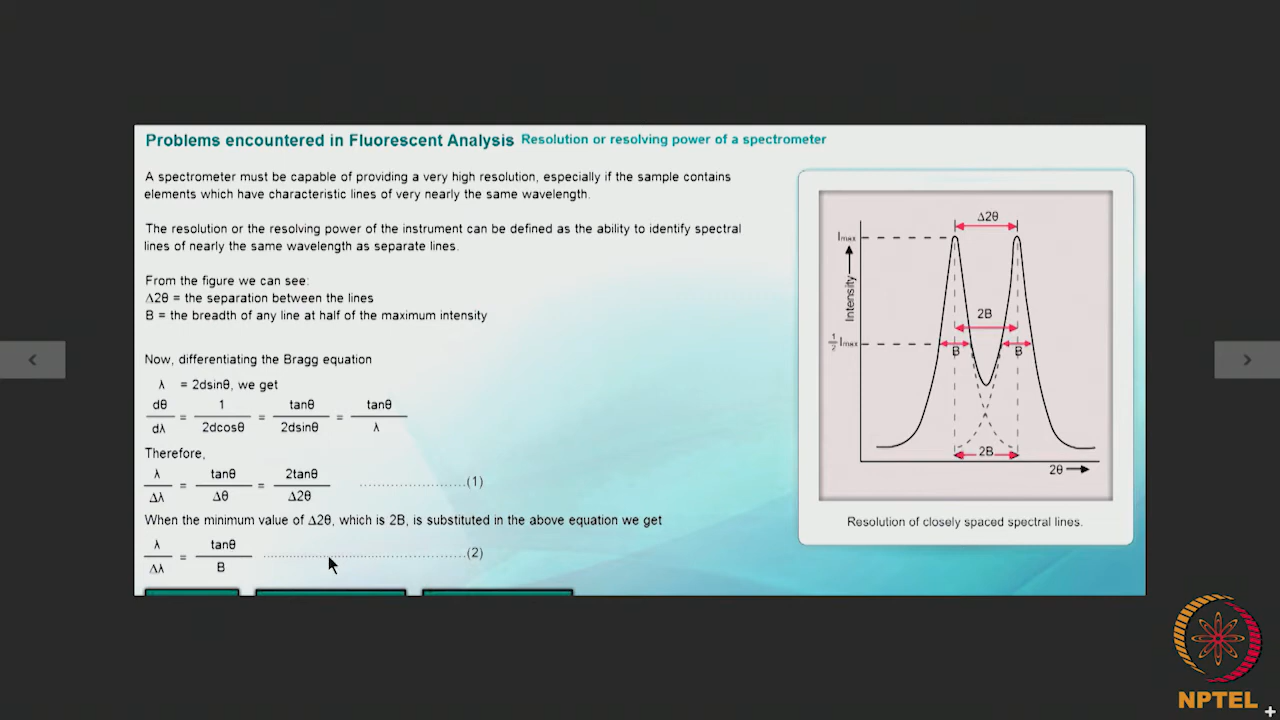 Problems encountered in Fluorescent Analysis Resolution or resolving power of a spectrometer
A spectrometer must be capable of providing a very high resolution, especially if the sample contains
elements which have characteristic lines of very nearly the same wavelength.
The resolution or the resolving power of the instrument can be defined as the ability to identify spectral
lines of nearly the same wavelength as separate lines.
From the figure we can see:
Δ2θ = the separation between the lines
B = the breadth of any line at half of the maximum intensity
Now, differentiating the Bragg equation
λ = 2dsinθ, we get
dθ/dλ = 1/2dcosθ = tanθ/2dsinθ = tanθ/λ
Therefore,
λ/Δλ = tanθ/Δθ = 2tanθ/Δ2θ ........................(1)
When the minimum value of Δ2θ, which is 2B, is substituted in the above equation we get
λ/Δλ = tanθ/B ..............................................(2)
Δ2θ
Imax
Intensity
2B
1/2 Imax
B B
2B
2θ
Resolution of closely spaced spectral lines.
NPTEL